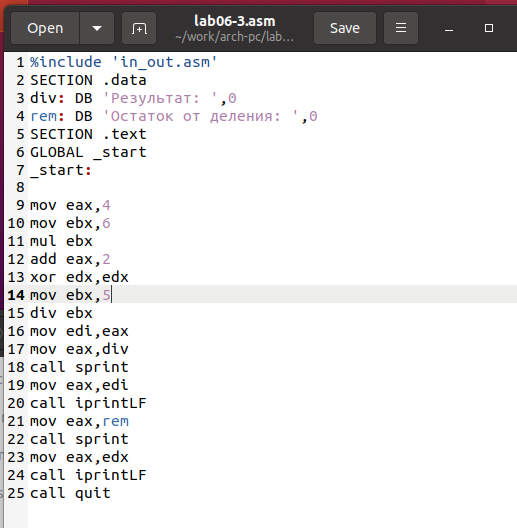 Open
lab06-3.asm
~/work/arch-pc/lab...
Save
1 %include 'in_out.asm'
2 SECTION .data
3 div: DB 'Результат: ',0
4 rem: DB 'Остаток от деления: ',0
5 SECTION .text
6 GLOBAL _start
7 _start:
8
9 mov eax,4
10 mov ebx,6
11 mul ebx
12 add eax,2
13 xor edx,edx
14 mov ebx,5
15 div ebx
16 mov edi,eax
17 mov eax,div
18 call sprint
19 mov eax,edi
20 call iprintLF
21 mov eax,rem
22 call sprint
23 mov eax,edx
24 call iprintLF
25 call quit